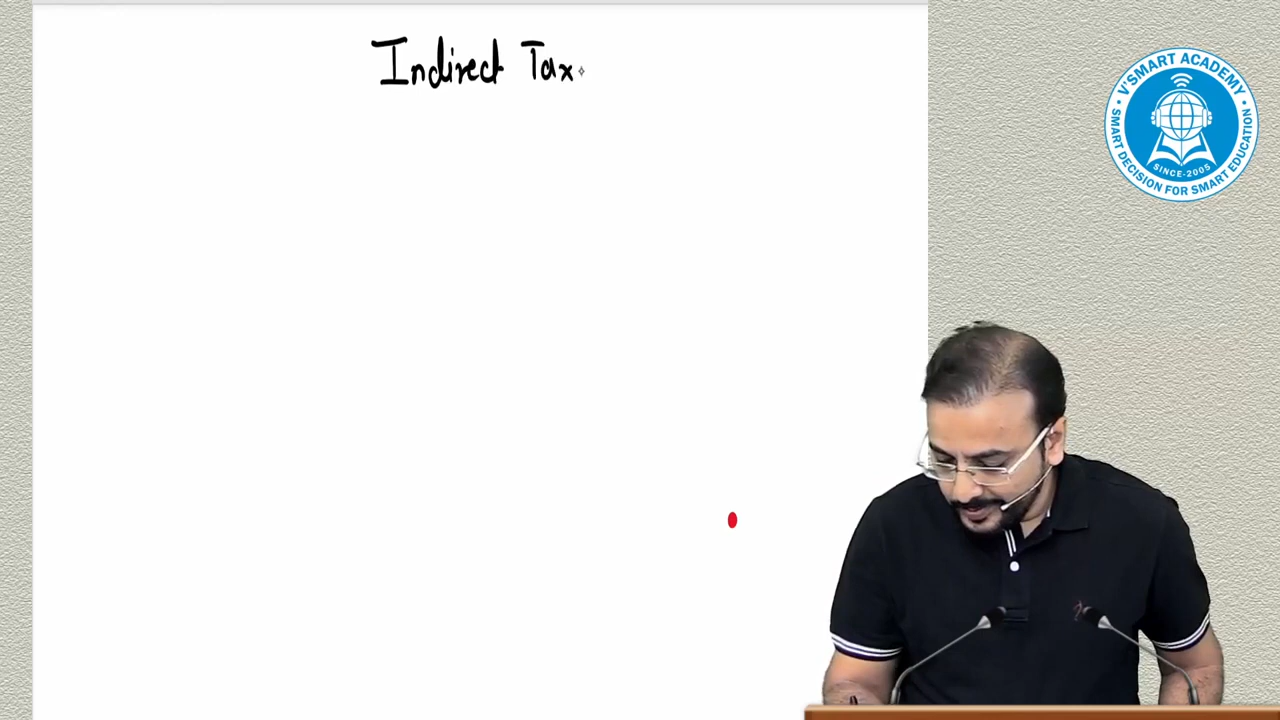 Indirect Tax
V'SMART ACADEMY
SINCE-2005
SMART DECISION FOR SMART EDUCATION